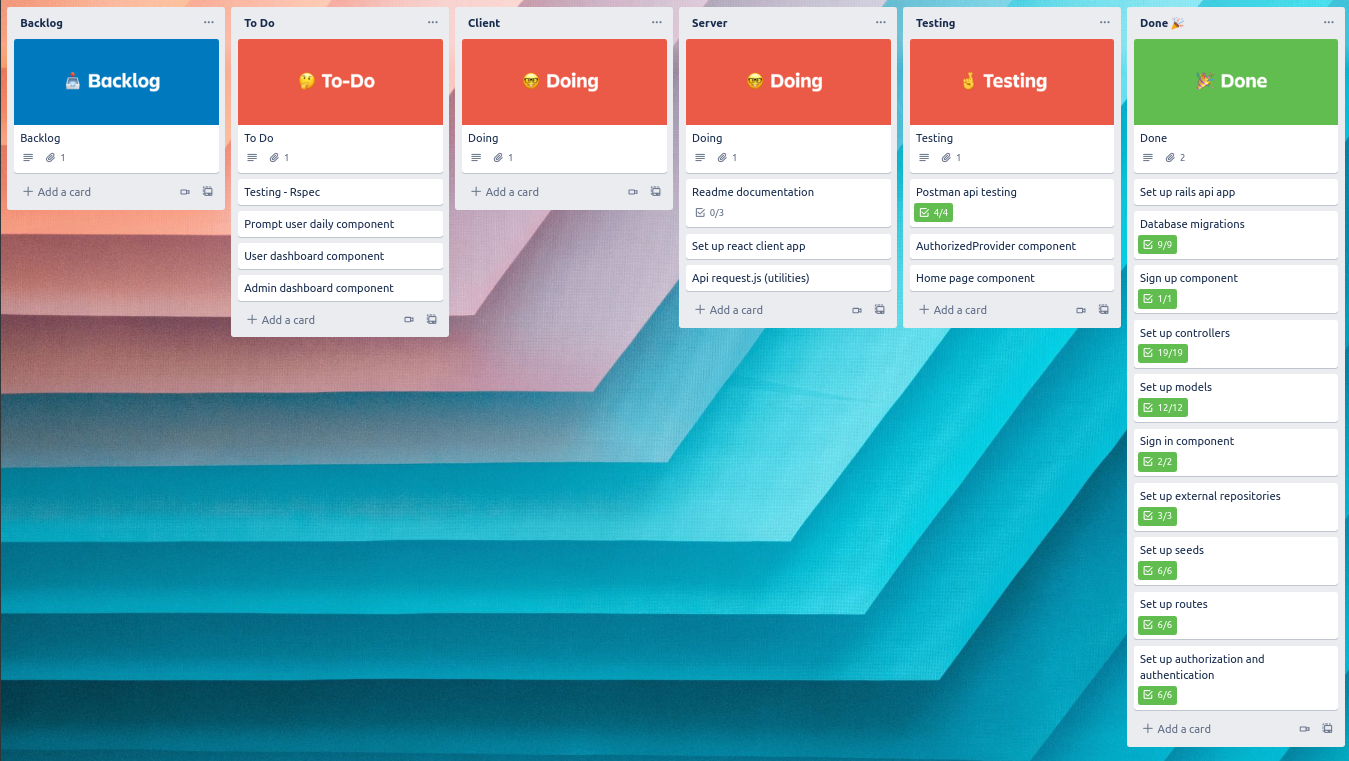 Backlog
Backlog
Backlog
1
Add a card
To Do
To-Do
To Do
1
Testing - Rspec
Prompt user daily component
User dashboard component
Admin dashboard component
Add a card
Client
Doing
Doing
1
Add a card
Server
Doing
Doing
1
Readme documentation
0/3
Set up react client app
Api request.js (utilities)
Add a card
Testing
Testing
Testing
1
Postman api testing
4/4
AuthorizedProvider component
Home page component
Add a card
Done 🎉
Done
Done
2
Set up rails api app
Database migrations
9/9
Sign up component
1/1
Set up controllers
19/19
Set up models
12/12
Sign in component
2/2
Set up external repositories
3/3
Set up seeds
6/6
Set up routes
6/6
Set up authorization and
authentication
6/6
Add a card